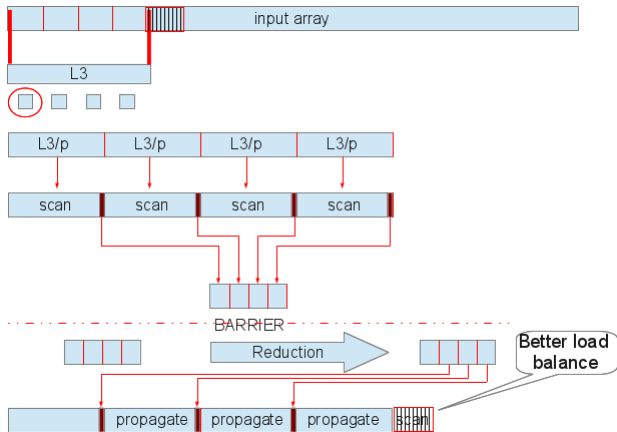 input array
L3
L3/p L3/p L3/p L3/p
scan scan scan scan
BARRIER
Reduction
Better load
balance
propagate propagate propagate scan